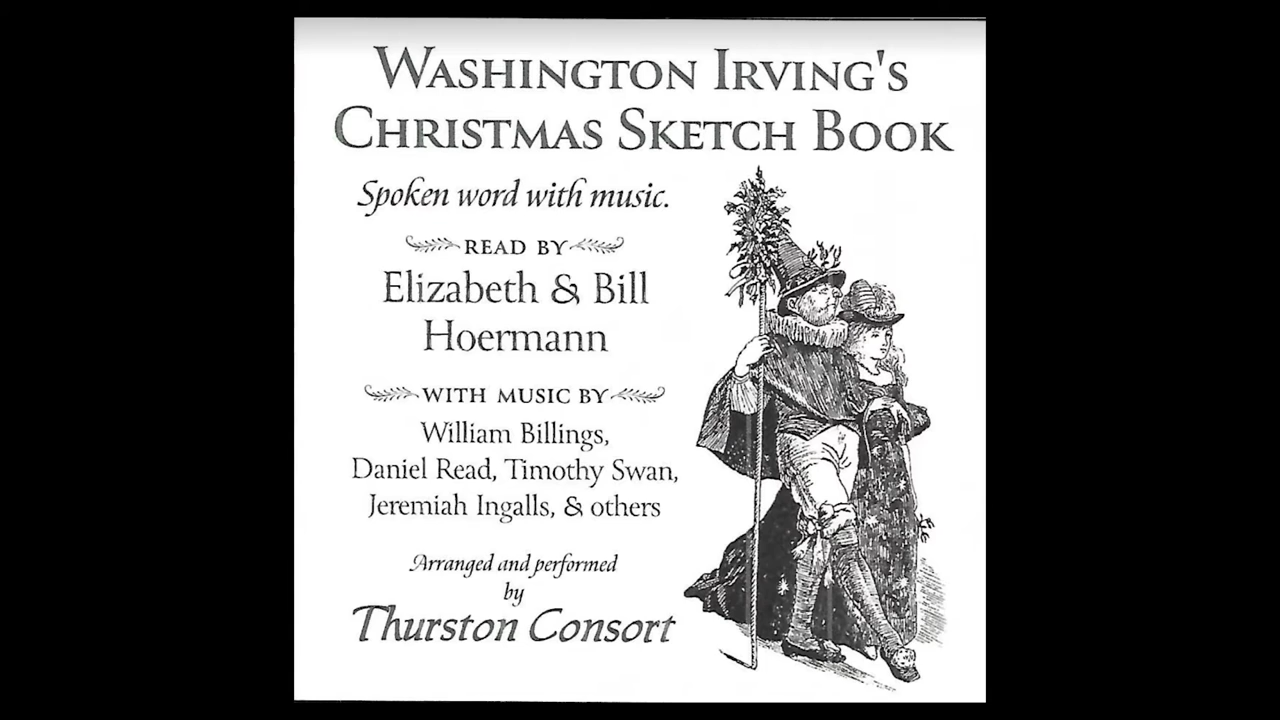 WASHINGTON IRVING'S
CHRISTMAS SKETCH BOOK
Spoken word with music.
READ BY
Elizabeth & Bill
Hoermann
WITH MUSIC BY
William Billings,
Daniel Read, Timothy Swan,
Jeremiah Ingalls, & others
Arranged and performed
by
Thurston Consort